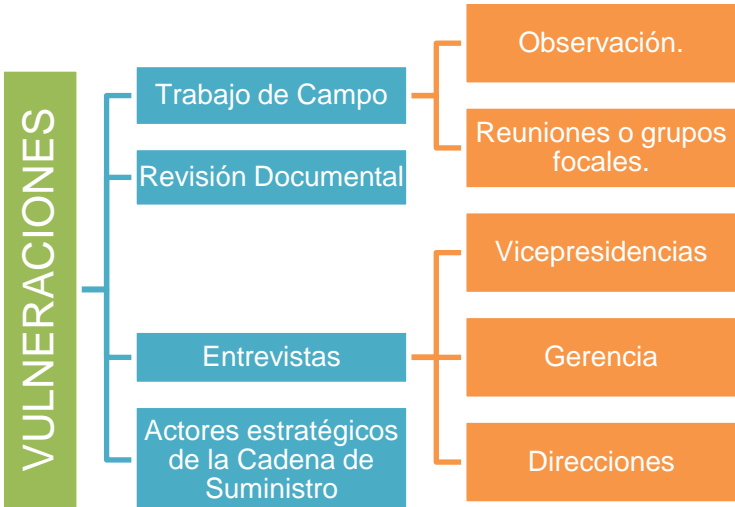 VULNERACIONES
Trabajo de Campo
Observación.
Reuniones o grupos
focales.
Revisión Documental
Entrevistas
Vicepresidencias
Gerencia
Direcciones
Actores estratégicos
de la Cadena de
Suministro